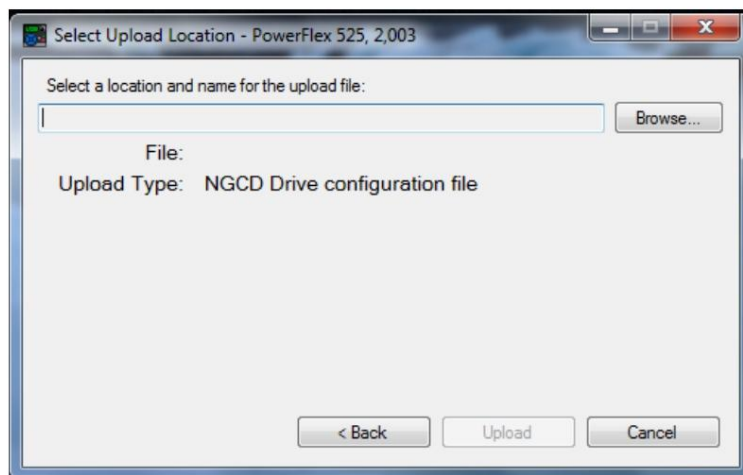 Select Upload Location - PowerFlex 525, 2,003
Select a location and name for the upload file:
Browse...
File:
Upload Type: NGCD Drive configuration file
< Back Upload Cancel